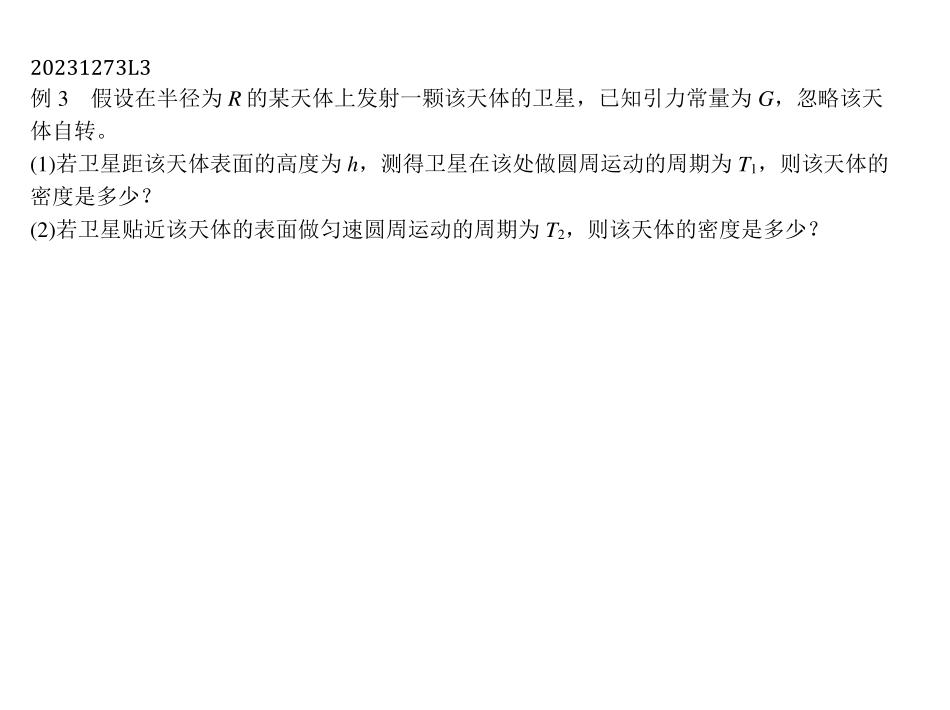 20231273L3
例 3　假设在半径为 R 的某天体上发射一颗该天体的卫星，已知引力常量为 G，忽略该天
体自转。
(1)若卫星距该天体表面的高度为 h，测得卫星在该处做圆周运动的周期为 T₁，则该天体的
密度是多少？
(2)若卫星贴近该天体的表面做匀速圆周运动的周期为 T₂，则该天体的密度是多少？